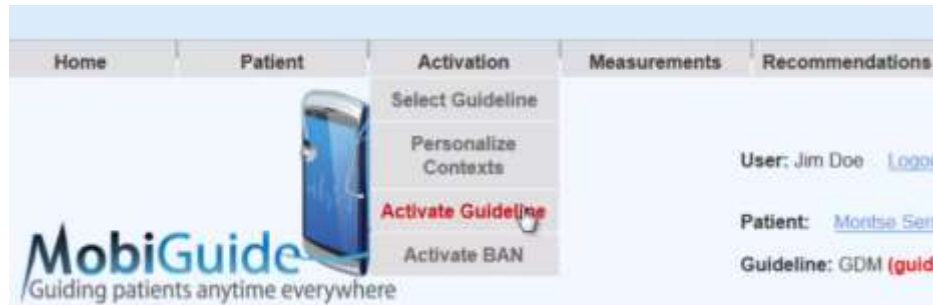 Home Patient Activation Measurements Recommendations
Select Guideline
Personalize
Contexts
User: Jim Doe
Activate Guideline
Patient: Montse
MobiGuide
Activate BAN
Guideline: GDM
Guiding patients anytime everywhere